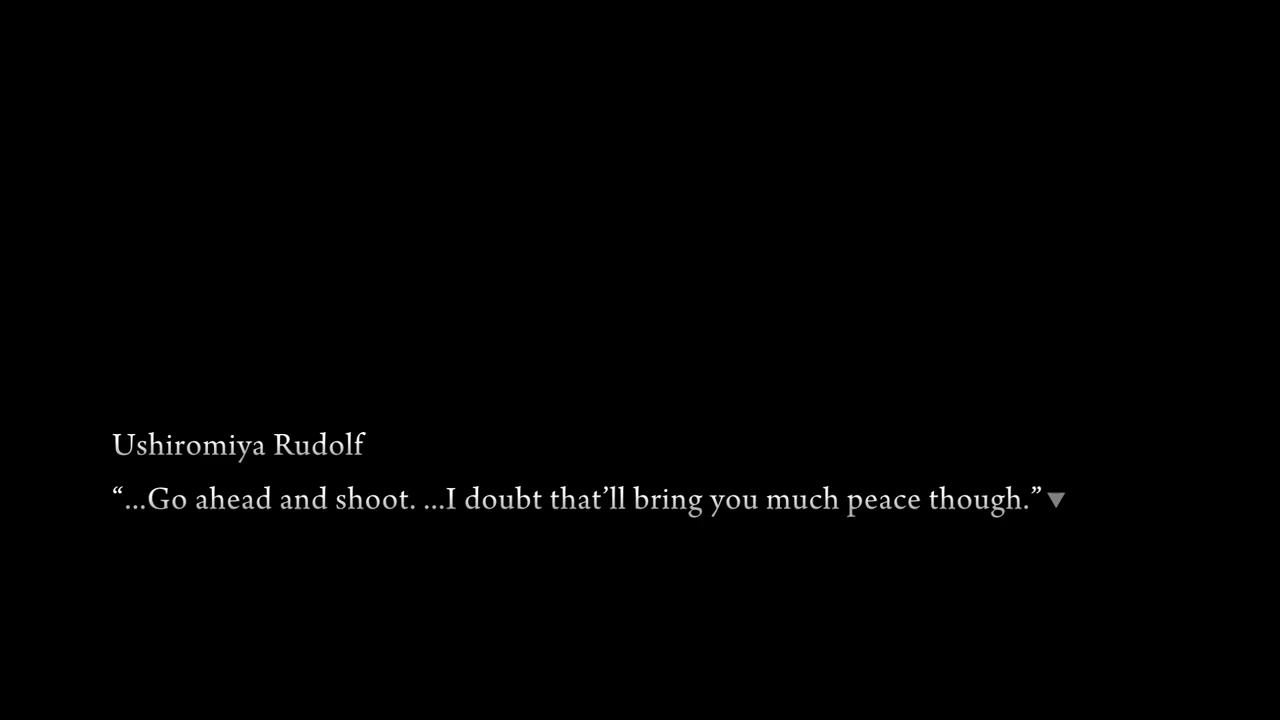 Ushiromiya Rudolf
“…Go ahead and shoot. …I doubt that’ll bring you much peace though.”